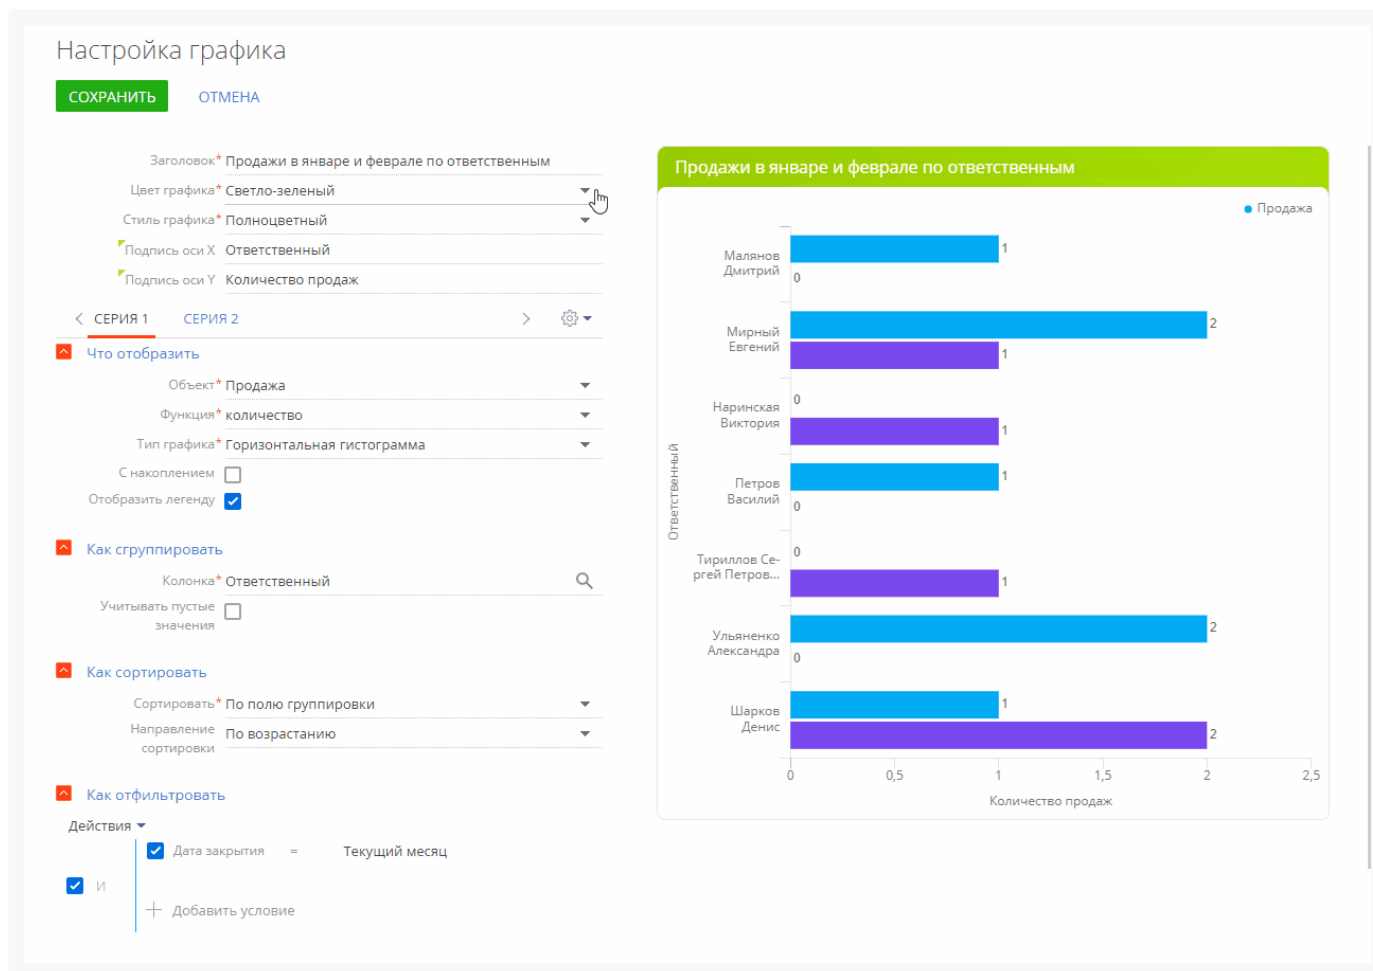 Настройка графика
СОХРАНИТЬ ОТМЕНА
Заголовок* Продажи в январе и феврале по ответственным
Цвет графика* Светло-зеленый
Стиль графика* Полноцветный
Подпись оси X Ответственный
Подпись оси Y Количество продаж
СЕРИЯ 1 СЕРИЯ 2
Что отобразить
Объект* Продажа
Функция* количество
Тип графика* Горизонтальная гистограмма
С накоплением
Отобразить легенду
Как сгруппировать
Колонка* Ответственный
Учитывать пустые
значения
Как сортировать
Сортировать* По полю группировки
Направление
сортировки
По возрастанию
Как отфильтровать
Действия
Дата закрытия = Текущий месяц
И
Добавить условие
Продажи в январе и феврале по ответственным
Продажа
Ответственный
Малянов
Дмитрий
1
0
Мирный
Евгений
2
1
Наринская
Виктория
0
1
Петров
Василий
1
0
Тириллов Се-
ргей Петров...
0
1
Ульяненко
Александра
2
0
Шарков
Денис
1
2
0 0,5 1 1,5 2 2,5
Количество продаж